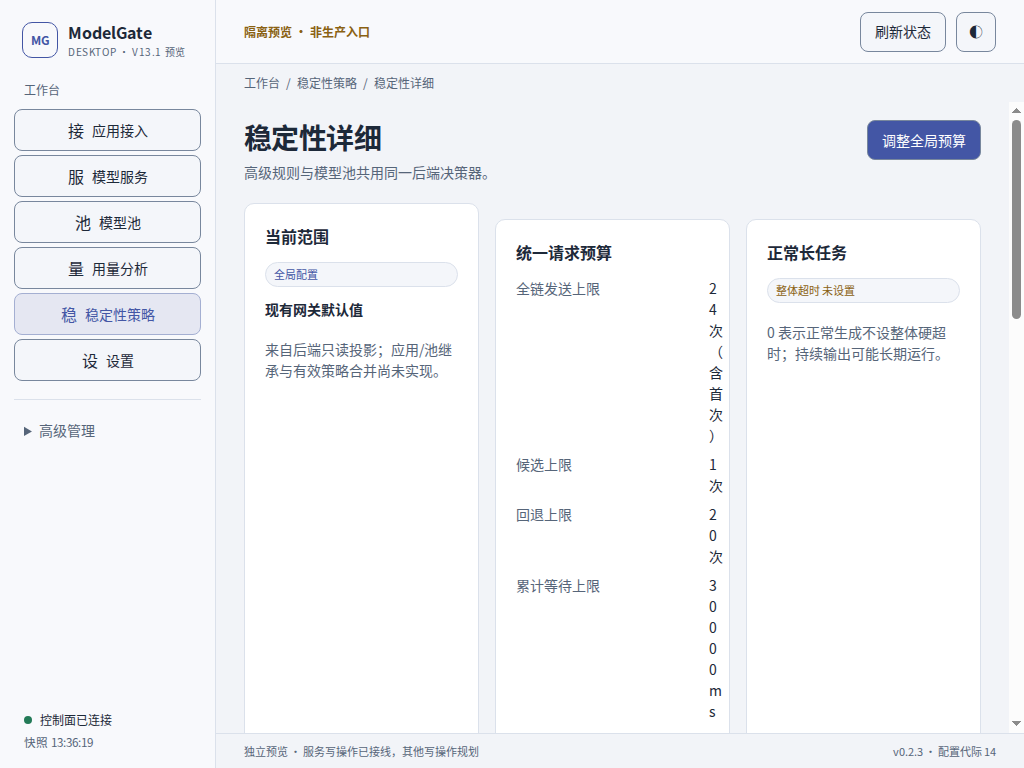 MG
ModelGate
DESKTOP · V13.1 预览
工作台
接 应用接入
服 模型服务
池 模型池
量 用量分析
稳 稳定性策略
设 设置
▶ 高级管理
控制面已连接
快照 13:36:19
隔离预览 · 非生产入口
刷新状态
工作台 / 稳定性策略 / 稳定性详细
稳定性详细
调整全局预算
高级规则与模型池共用同一后端决策器。
当前范围
全局配置
现有网关默认值
来自后端只读投影；应用/池继
承与有效策略合并尚未实现。
统一请求预算
全链发送上限
2
4
次
（
含
首
次
）
候选上限
1
次
回退上限
2
0
次
累计等待上限
3
0
0
0
0
m
s
正常长任务
整体超时 未设置
0 表示正常生成不设整体硬超
时；持续输出可能长期运行。
独立预览 · 服务写操作已接线，其他写操作规划
v0.2.3 · 配置代际 14